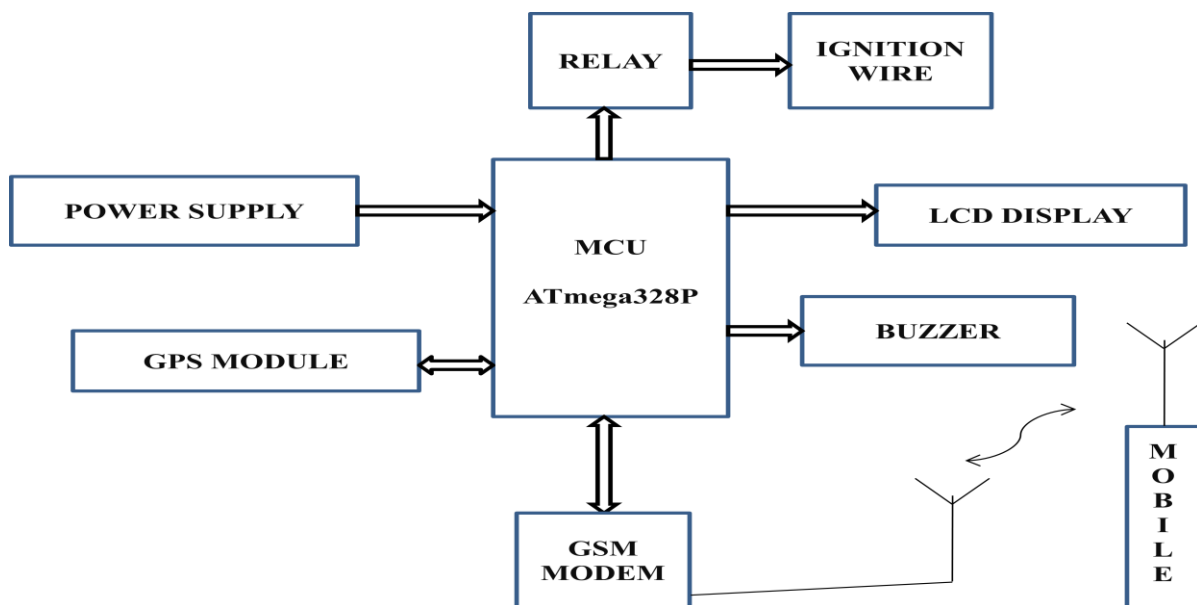 RELAY
IGNITION
WIRE
POWER SUPPLY
MCU
ATmega328P
LCD DISPLAY
GPS MODULE
BUZZER
GSM
MODEM
M
O
B
I
L
E